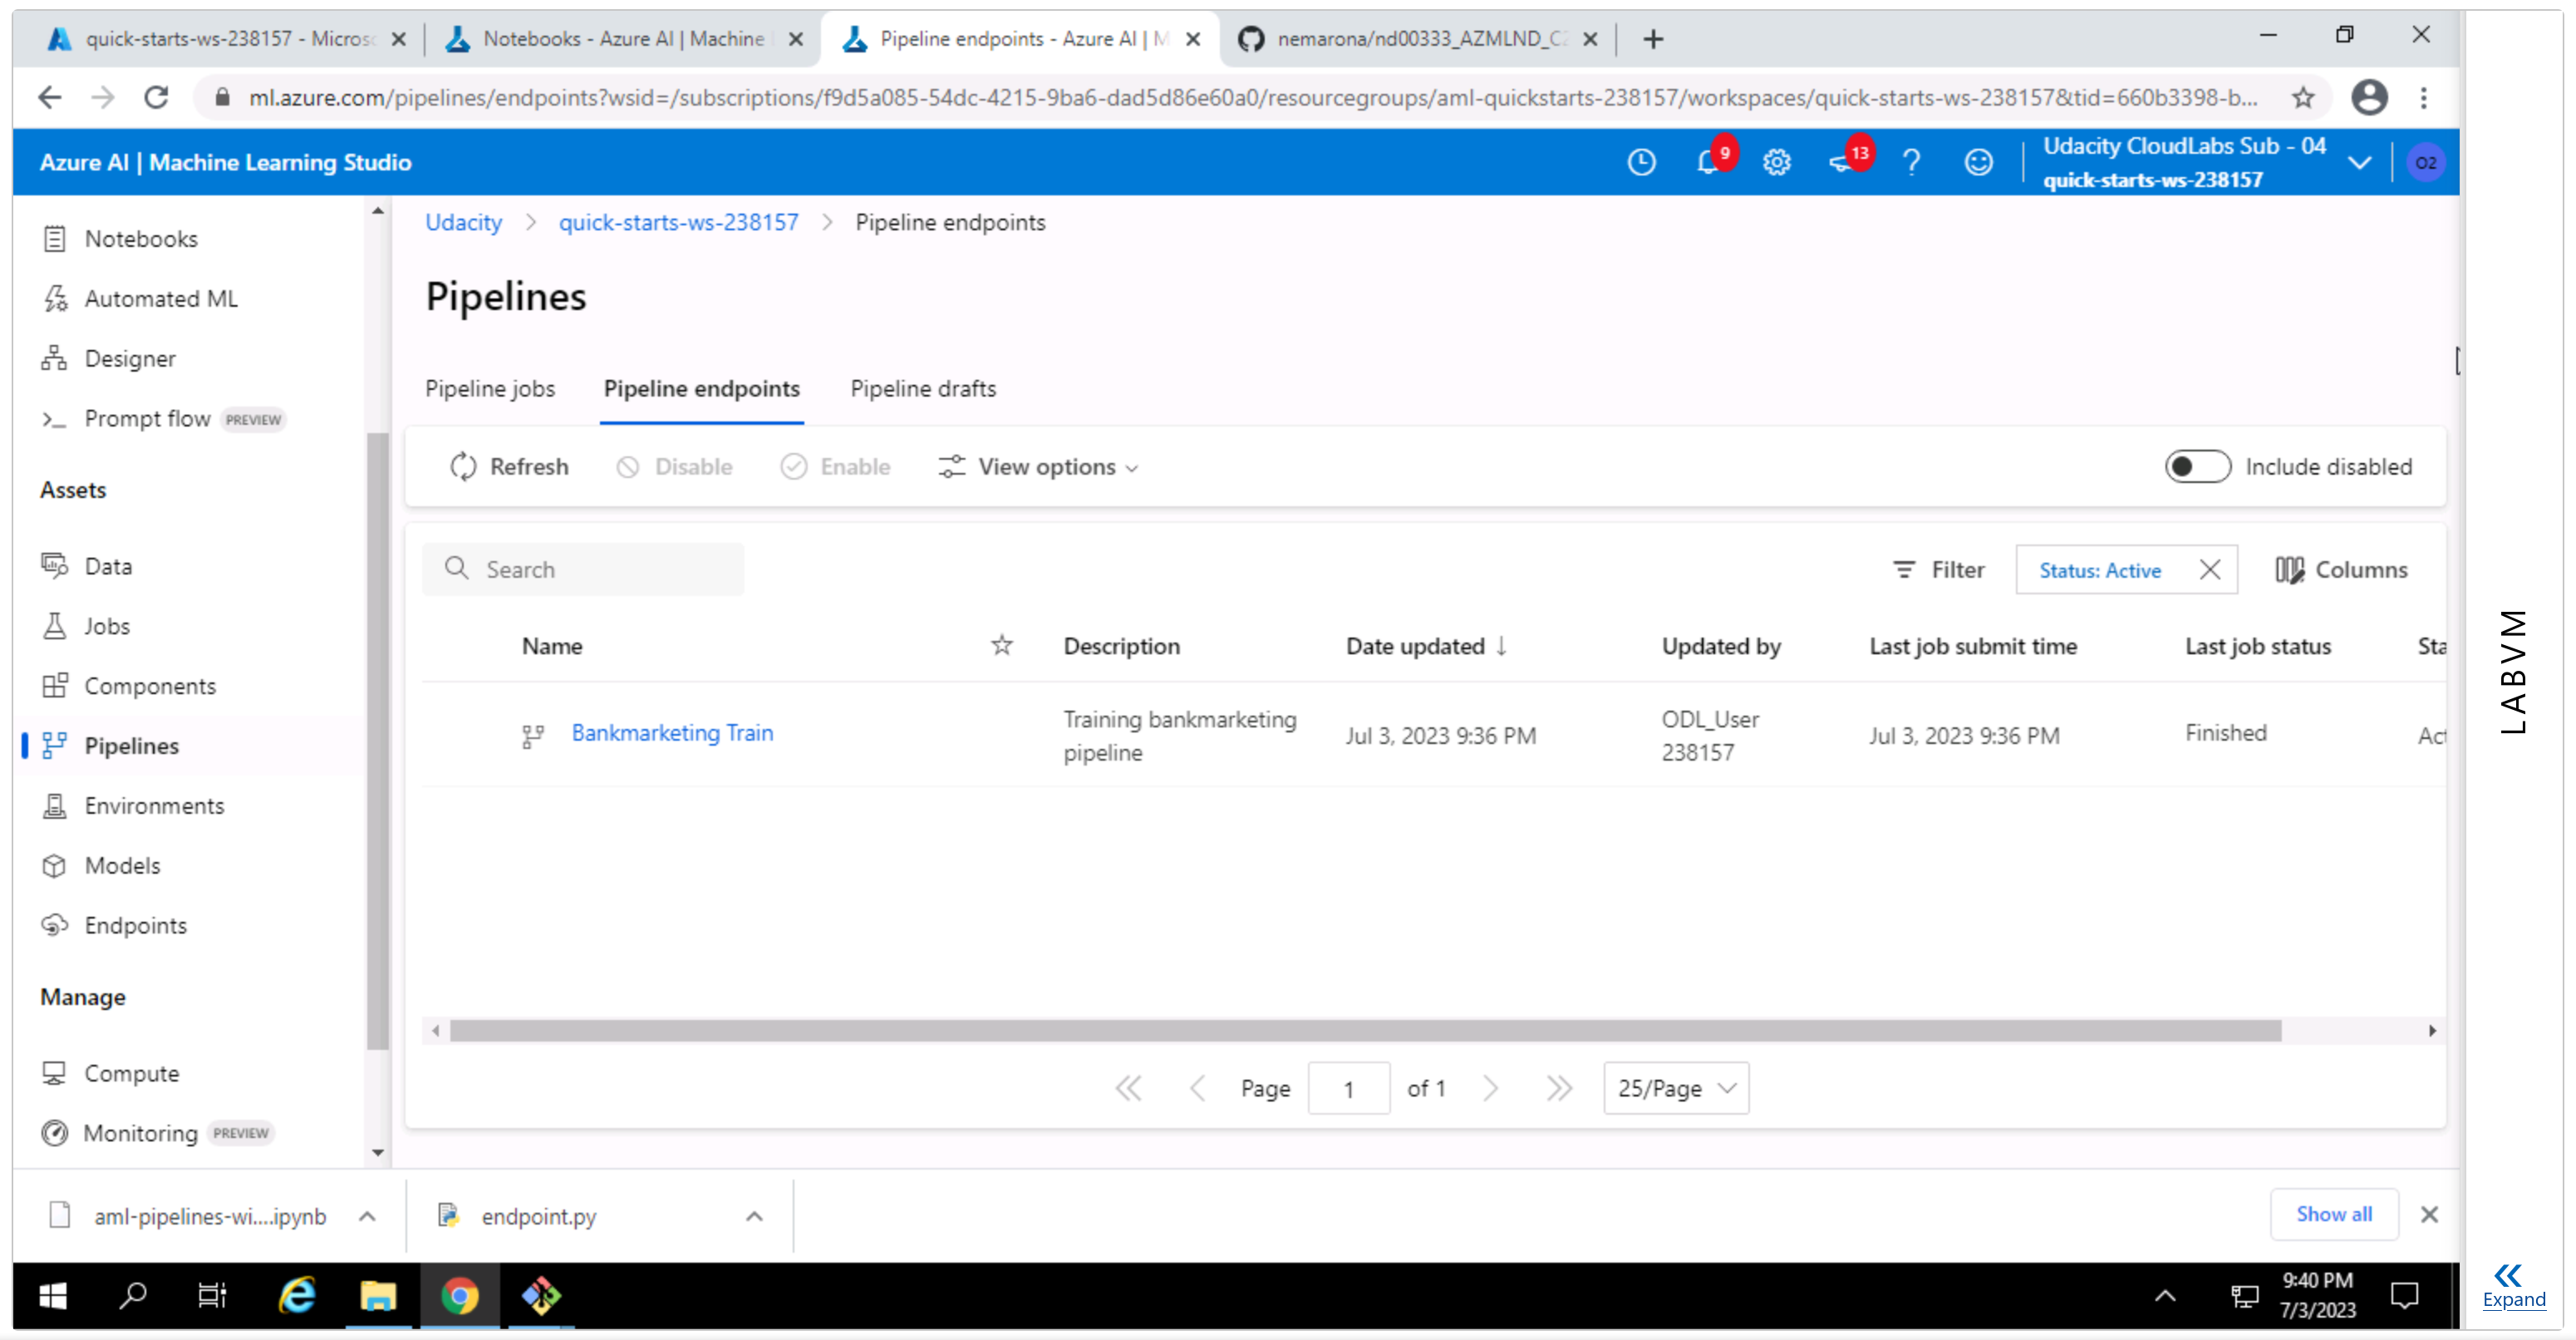 quick-starts-ws-238157 - Micros
Notebooks - Azure AI | Machine
Pipeline endpoints - Azure AI | M
nemarona/nd00333_AZMLND_C2
ml.azure.com/pipelines/endpoints?wsid=/subscriptions/f9d5a085-54dc-4215-9ba6-dad5d86e60a0/resourcegroups/aml-quickstarts-238157/workspaces/quick-starts-ws-238157&tid=660b3398-b...
Azure AI | Machine Learning Studio
9
13
Udacity CloudLabs Sub - 04
quick-starts-ws-238157
O2
Notebooks
Automated ML
Designer
Prompt flow PREVIEW
Assets
Data
Jobs
Components
Pipelines
Environments
Models
Endpoints
Manage
Compute
Monitoring PREVIEW
Udacity > quick-starts-ws-238157 > Pipeline endpoints
Pipelines
Pipeline jobs Pipeline endpoints Pipeline drafts
Refresh Disable Enable View options Include disabled
Search Filter Status: Active Columns
Name Description Date updated ↓ Updated by Last job submit time Last job status Sta
Bankmarketing Train
Training bankmarketing
pipeline
Jul 3, 2023 9:36 PM
ODL_User
238157
Jul 3, 2023 9:36 PM
Finished
Act
Page 1 of 1 25/Page
aml-pipelines-wi....ipynb
endpoint.py
Show all
9:40 PM
7/3/2023
LABVM
Expand